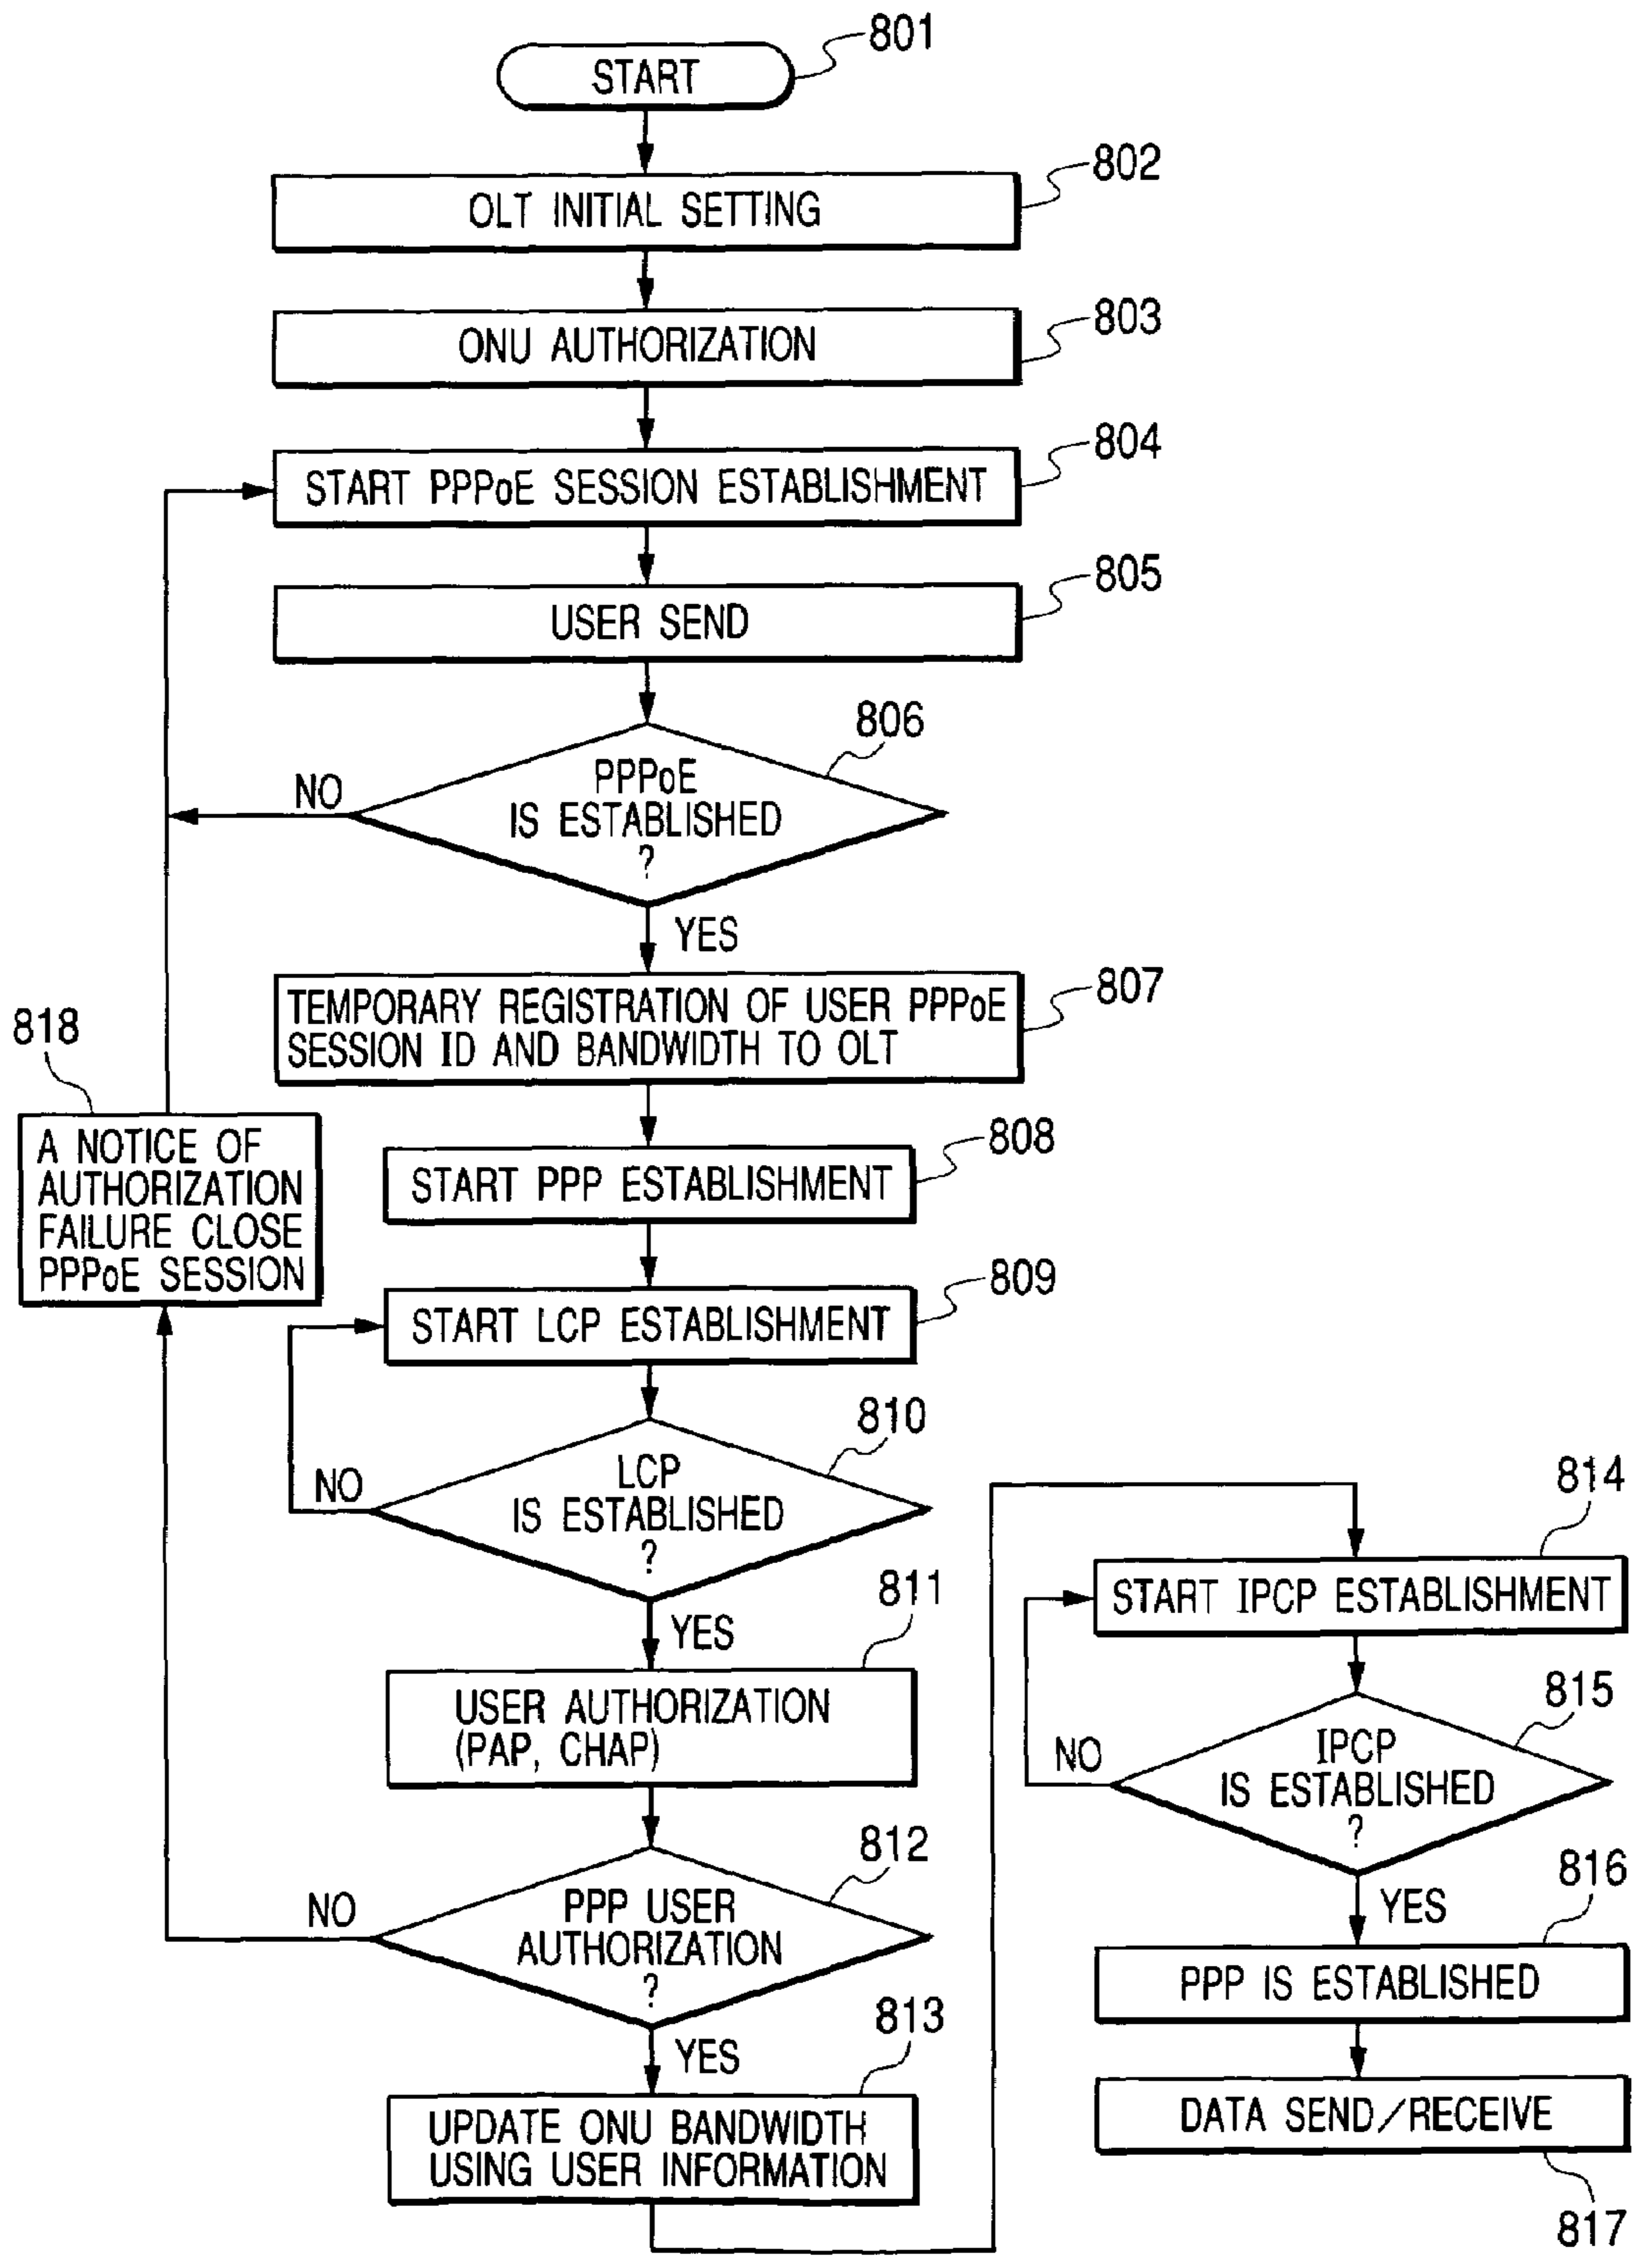 801
START
802
OLT INITIAL SETTING
803
ONU AUTHORIZATION
804
START PPPoE SESSION ESTABLISHMENT
805
USER SEND
806
PPPoE
IS ESTABLISHED
?
NO
YES
807
TEMPORARY REGISTRATION OF USER PPPoE
SESSION ID AND BANDWIDTH TO OLT
818
A NOTICE OF
AUTHORIZATION
FAILURE CLOSE
PPPoE SESSION
808
START PPP ESTABLISHMENT
809
START LCP ESTABLISHMENT
810
LCP
IS ESTABLISHED
?
NO
YES
811
USER AUTHORIZATION
(PAP, CHAP)
812
PPP USER
AUTHORIZATION
?
NO
YES
813
UPDATE ONU BANDWIDTH
USING USER INFORMATION
814
START IPCP ESTABLISHMENT
815
IPCP
IS ESTABLISHED
?
NO
YES
816
PPP IS ESTABLISHED
DATA SEND/RECEIVE
817